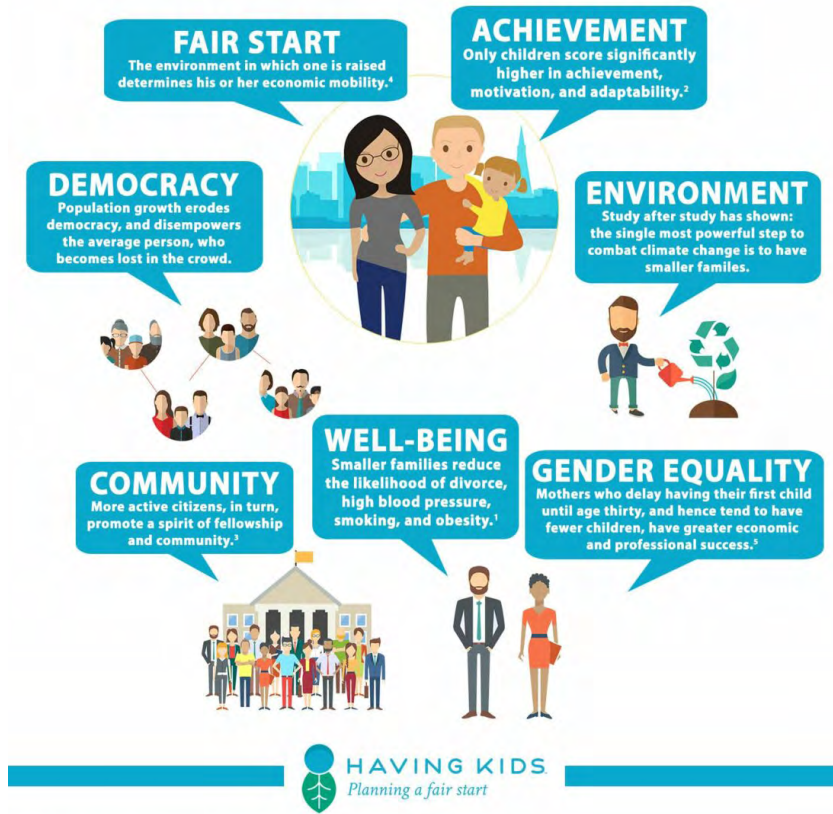 FAIR START
The environment in which one is raised
determines his or her economic mobility.⁴
ACHIEVEMENT
Only children score significantly
higher in achievement,
motivation, and adaptability.²
DEMOCRACY
Population growth erodes
democracy, and disempowers
the average person, who
becomes lost in the crowd.
ENVIRONMENT
Study after study has shown:
the single most powerful step to
combat climate change is to have
smaller familes.
COMMUNITY
More active citizens, in turn,
promote a spirit of fellowship
and community.³
WELL-BEING
Smaller families reduce
the likelihood of divorce,
high blood pressure,
smoking, and obesity.¹
GENDER EQUALITY
Mothers who delay having their first child
until age thirty, and hence tend to have
fewer children, have greater economic
and professional success.⁵
HAVING KIDS
Planning a fair start